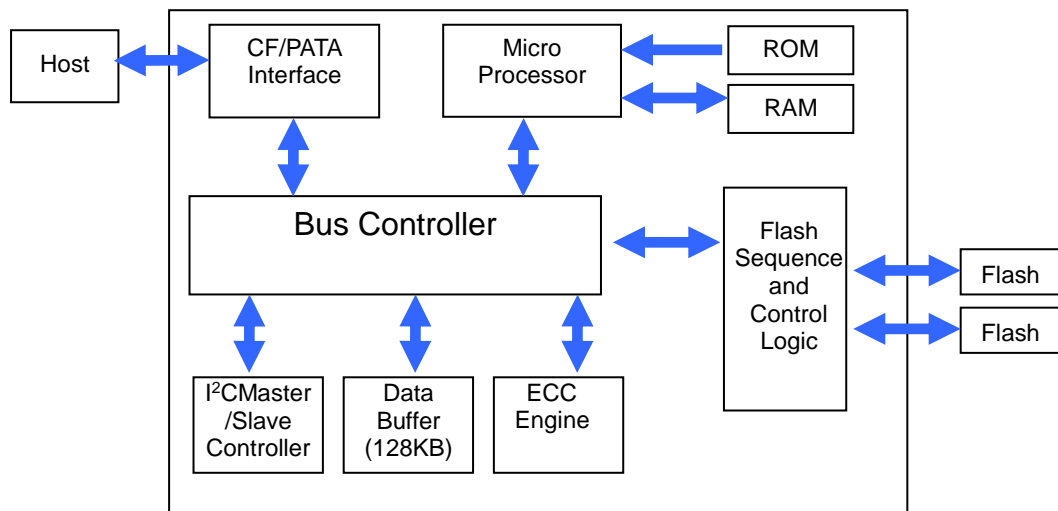 Host
CF/PATA
Interface
Micro
Processor
ROM
RAM
Bus Controller
Flash
Sequence
and
Control
Logic
Flash
Flash
I²CMaster
/Slave
Controller
Data
Buffer
(128KB)
ECC
Engine